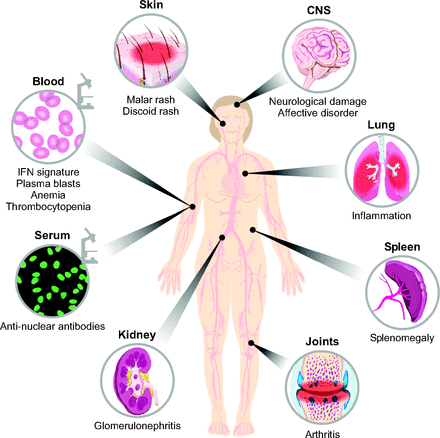 Skin
Malar rash
Discoid rash
CNS
Neurological damage
Affective disorder
Blood
IFN signature
Plasma blasts
Anemia
Thrombocytopenia
Lung
Inflammation
Serum
Anti-nuclear antibodies
Spleen
Splenomegaly
Kidney
Glomerulonephritis
Joints
Arthritis